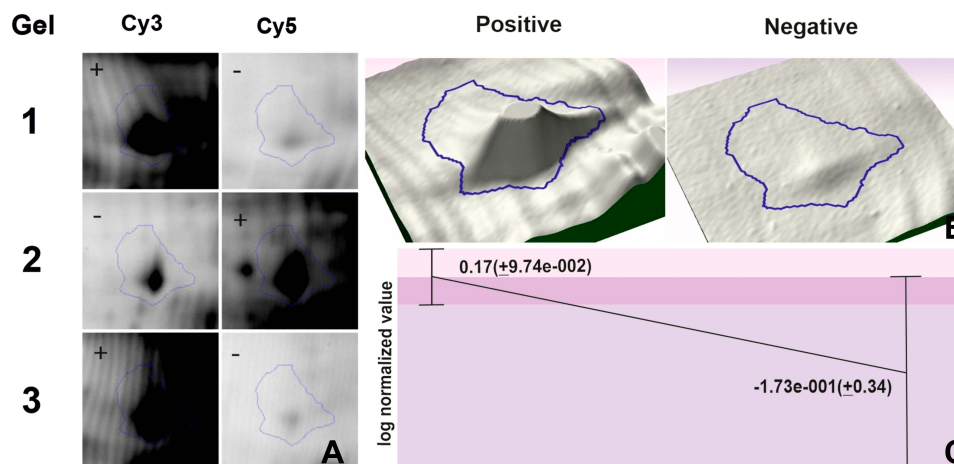 Gel Cy3 Cy5 Positive Negative
+ -
1
- +
2
+ -
3
A
B
0.17(±9.74e-002)
log normalized value
-1.73e-001(±0.34)
C